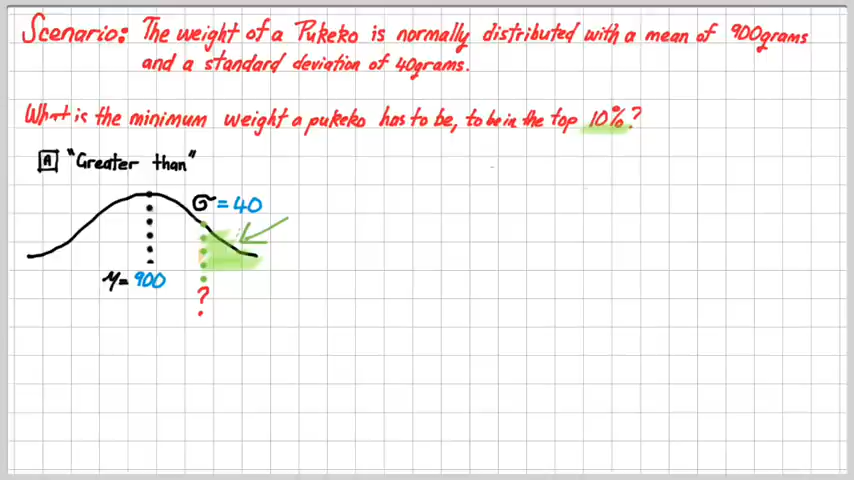 Scenario: The weight of a Pukeko is normally distributed with a mean of 900grams
and a standard deviation of 40grams.
What is the minimum weight a pukeko has to be, to be in the top 10%?
A "Greater than"
σ = 40
μ = 900
?